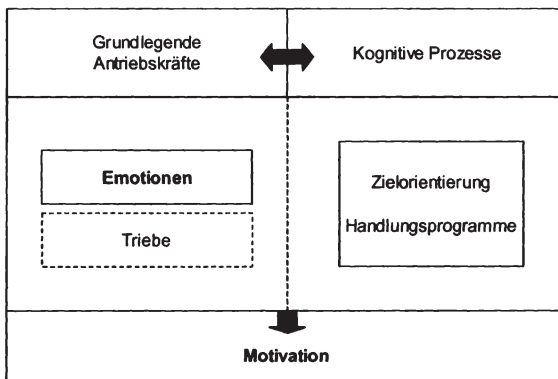 Grundlegende
Antriebskräfte
Kognitive Prozesse
Emotionen
Triebe
Zielorientierung
Handlungsprogramme
Motivation